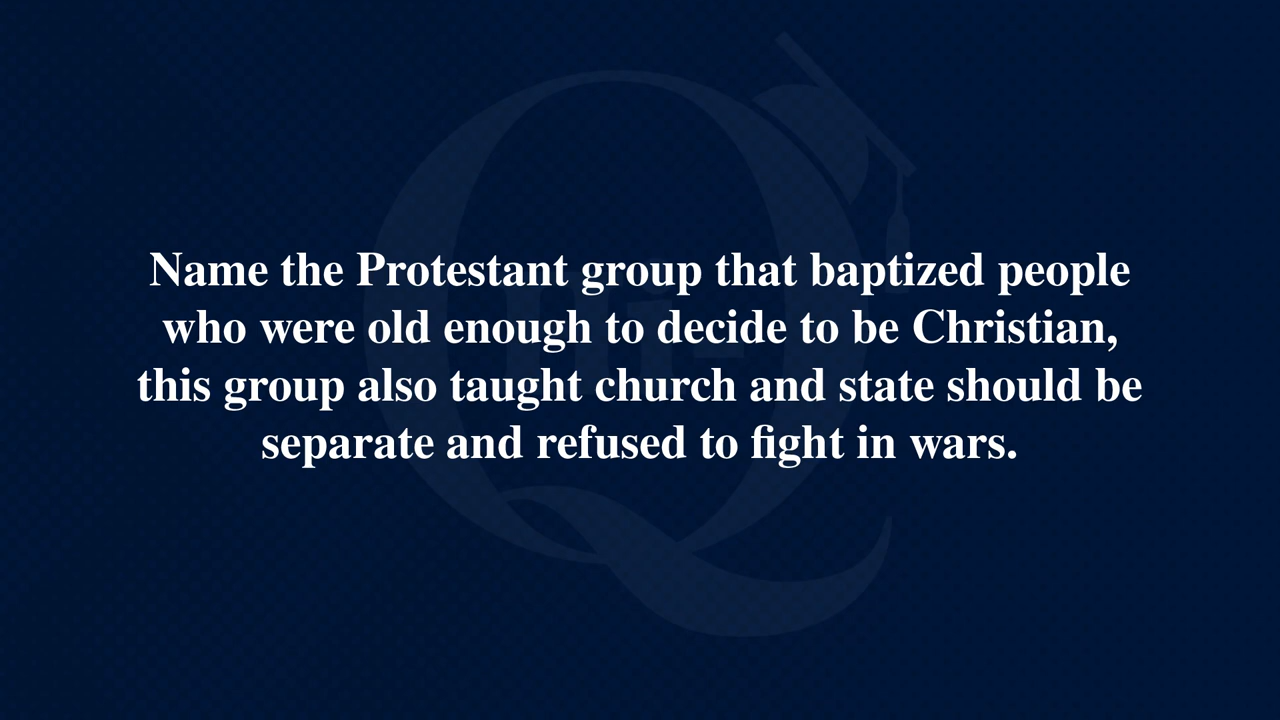 Name the Protestant group that baptized people
who were old enough to decide to be Christian,
this group also taught church and state should be
separate and refused to fight in wars.